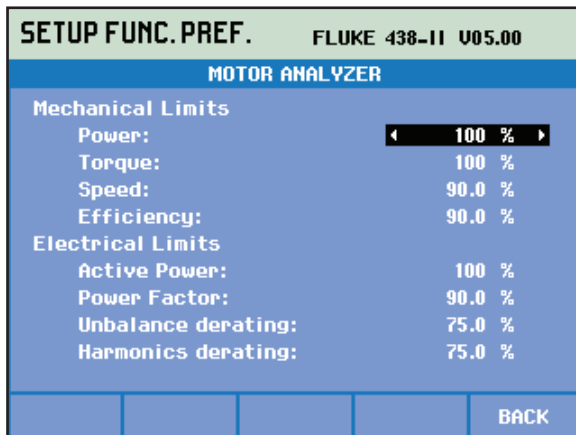 SETUP FUNC. PREF. FLUKE 438-II V05.00
MOTOR ANALYZER
Mechanical Limits
Power: 100 %
Torque: 100 %
Speed: 90.0 %
Efficiency: 90.0 %
Electrical Limits
Active Power: 100 %
Power Factor: 90.0 %
Unbalance derating: 75.0 %
Harmonics derating: 75.0 %
BACK